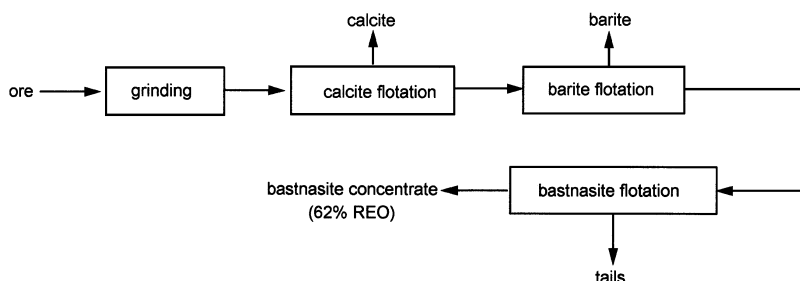 calcite
barite
ore
grinding
calcite flotation
barite flotation
bastnasite concentrate
(62% REO)
bastnasite flotation
tails